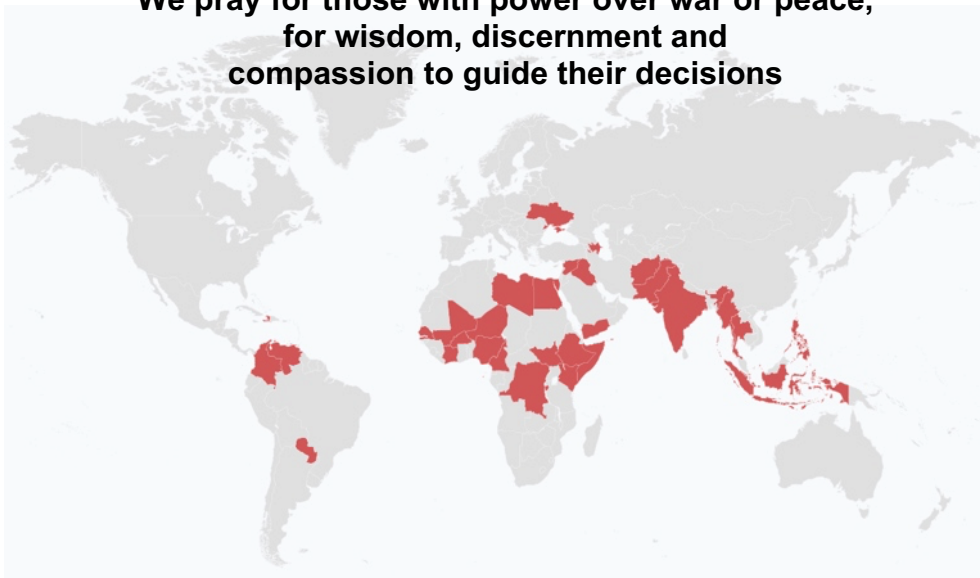 We pray for those with power over war or peace,
for wisdom, discernment and
compassion to guide their decisions